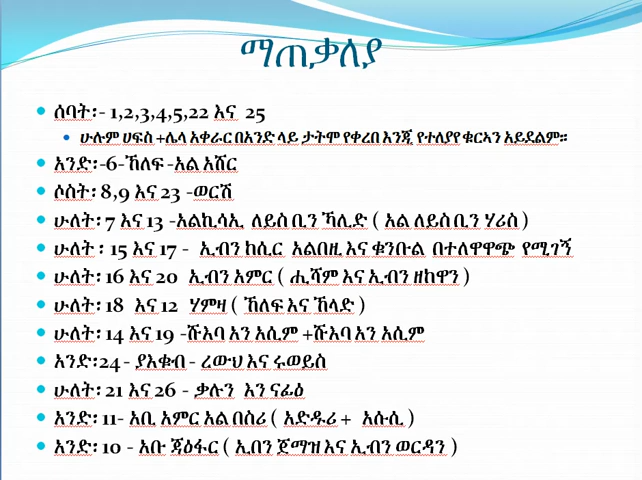 ማጠቃለያ
ሰባት፡- 1,2,3,4,5,22 እና 25
ሁሉም ሀፍስ +ሌላ አቀራር በአንድ ላይ ታትሞ የቀረበ እንጂ የተለያየ ቁርኣን አይደልም።
አንድ፡-6-ኸለፍ -አል አሽር
ሶስት፡ 8,9 እና 23 -ወርሽ
ሁለት፡ 7 እና 13 -አልኪሳኢ ለይስ ቢን ኻሊድ ( አል ለይስ ቢን ሃሪስ )
ሁለት ፡ 15 እና 17 - ኢብን ከሲር አልበዚ እና ቁንቡል በተለዋዋጭ የሚገኝ
ሁለት፡ 16 እና 20 ኢብን አምር ( ሒሻም እና ኢብን ዘከዋን )
ሁለት፡ 18 እና 12 ሃምዛ ( ኸለፍ እና ኸላድ )
ሁለት፡ 14 እና 19 -ሹእባ አን አሲም +ሹእባ አን አሲም
አንድ፡24 - ያእቁብ - ረውህ እና ሩወይስ
ሁለት፡ 21 እና 26 - ቃሉን እን ናፊዕ
አንድ፡ 11- አቢ አምር አል በስሪ ( አድዱሪ + አሱሲ )
አንድ፡ 10 - አቡ ጃዕፋር ( ኢበን ጀማዝ እና ኢብን ወርዳን )